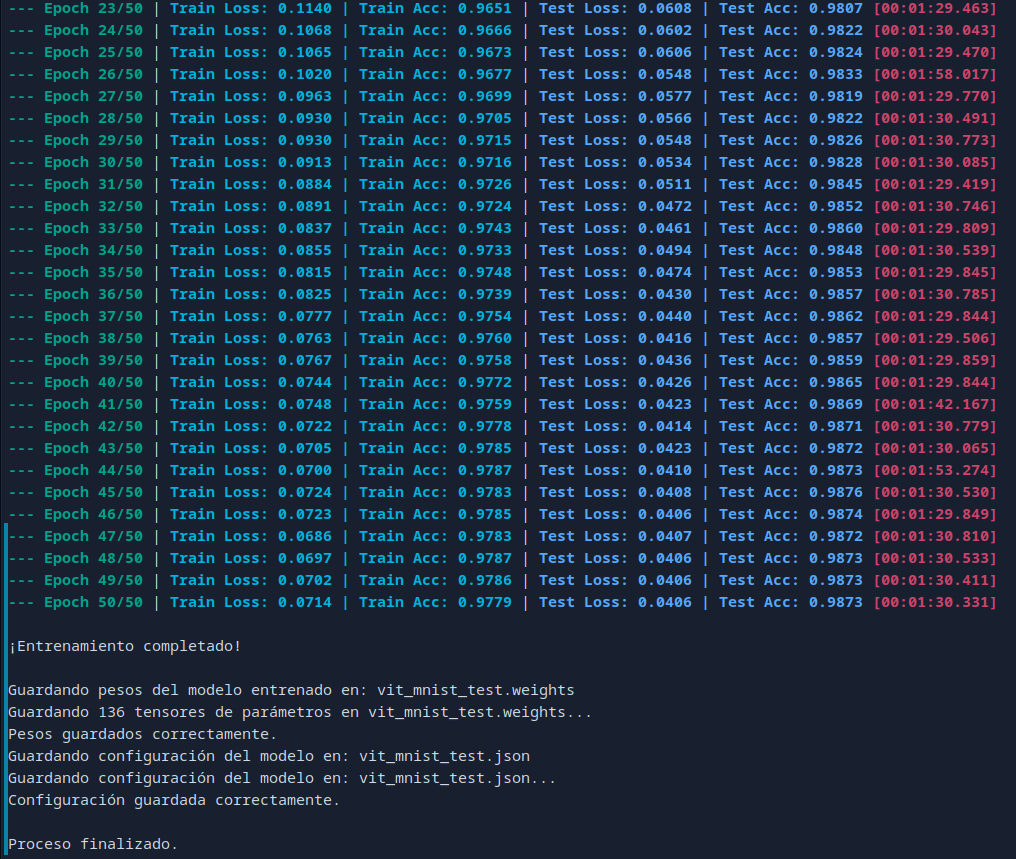 --- Epoch 23/50 | Train Loss: 0.1140 | Train Acc: 0.9651 | Test Loss: 0.0608 | Test Acc: 0.9807 [00:01:29.463]
--- Epoch 24/50 | Train Loss: 0.1068 | Train Acc: 0.9666 | Test Loss: 0.0602 | Test Acc: 0.9822 [00:01:30.043]
--- Epoch 25/50 | Train Loss: 0.1065 | Train Acc: 0.9673 | Test Loss: 0.0606 | Test Acc: 0.9824 [00:01:29.470]
--- Epoch 26/50 | Train Loss: 0.1020 | Train Acc: 0.9677 | Test Loss: 0.0548 | Test Acc: 0.9833 [00:01:58.017]
--- Epoch 27/50 | Train Loss: 0.0963 | Train Acc: 0.9699 | Test Loss: 0.0577 | Test Acc: 0.9819 [00:01:29.770]
--- Epoch 28/50 | Train Loss: 0.0930 | Train Acc: 0.9705 | Test Loss: 0.0566 | Test Acc: 0.9822 [00:01:30.491]
--- Epoch 29/50 | Train Loss: 0.0930 | Train Acc: 0.9715 | Test Loss: 0.0548 | Test Acc: 0.9826 [00:01:30.773]
--- Epoch 30/50 | Train Loss: 0.0913 | Train Acc: 0.9716 | Test Loss: 0.0534 | Test Acc: 0.9828 [00:01:30.085]
--- Epoch 31/50 | Train Loss: 0.0884 | Train Acc: 0.9726 | Test Loss: 0.0511 | Test Acc: 0.9845 [00:01:29.419]
--- Epoch 32/50 | Train Loss: 0.0891 | Train Acc: 0.9724 | Test Loss: 0.0472 | Test Acc: 0.9852 [00:01:30.746]
--- Epoch 33/50 | Train Loss: 0.0837 | Train Acc: 0.9743 | Test Loss: 0.0461 | Test Acc: 0.9860 [00:01:29.809]
--- Epoch 34/50 | Train Loss: 0.0855 | Train Acc: 0.9733 | Test Loss: 0.0494 | Test Acc: 0.9848 [00:01:30.539]
--- Epoch 35/50 | Train Loss: 0.0815 | Train Acc: 0.9748 | Test Loss: 0.0474 | Test Acc: 0.9853 [00:01:29.845]
--- Epoch 36/50 | Train Loss: 0.0825 | Train Acc: 0.9739 | Test Loss: 0.0430 | Test Acc: 0.9857 [00:01:30.785]
--- Epoch 37/50 | Train Loss: 0.0777 | Train Acc: 0.9754 | Test Loss: 0.0440 | Test Acc: 0.9862 [00:01:29.844]
--- Epoch 38/50 | Train Loss: 0.0763 | Train Acc: 0.9760 | Test Loss: 0.0416 | Test Acc: 0.9857 [00:01:29.506]
--- Epoch 39/50 | Train Loss: 0.0767 | Train Acc: 0.9758 | Test Loss: 0.0436 | Test Acc: 0.9859 [00:01:29.859]
--- Epoch 40/50 | Train Loss: 0.0744 | Train Acc: 0.9772 | Test Loss: 0.0426 | Test Acc: 0.9865 [00:01:29.844]
--- Epoch 41/50 | Train Loss: 0.0748 | Train Acc: 0.9759 | Test Loss: 0.0423 | Test Acc: 0.9869 [00:01:42.167]
--- Epoch 42/50 | Train Loss: 0.0722 | Train Acc: 0.9778 | Test Loss: 0.0414 | Test Acc: 0.9871 [00:01:30.779]
--- Epoch 43/50 | Train Loss: 0.0705 | Train Acc: 0.9785 | Test Loss: 0.0423 | Test Acc: 0.9872 [00:01:30.065]
--- Epoch 44/50 | Train Loss: 0.0700 | Train Acc: 0.9787 | Test Loss: 0.0410 | Test Acc: 0.9873 [00:01:53.274]
--- Epoch 45/50 | Train Loss: 0.0724 | Train Acc: 0.9783 | Test Loss: 0.0408 | Test Acc: 0.9876 [00:01:30.530]
--- Epoch 46/50 | Train Loss: 0.0723 | Train Acc: 0.9785 | Test Loss: 0.0406 | Test Acc: 0.9874 [00:01:29.849]
--- Epoch 47/50 | Train Loss: 0.0686 | Train Acc: 0.9783 | Test Loss: 0.0407 | Test Acc: 0.9872 [00:01:30.810]
--- Epoch 48/50 | Train Loss: 0.0697 | Train Acc: 0.9787 | Test Loss: 0.0406 | Test Acc: 0.9873 [00:01:30.533]
--- Epoch 49/50 | Train Loss: 0.0702 | Train Acc: 0.9786 | Test Loss: 0.0406 | Test Acc: 0.9873 [00:01:30.411]
--- Epoch 50/50 | Train Loss: 0.0714 | Train Acc: 0.9779 | Test Loss: 0.0406 | Test Acc: 0.9873 [00:01:30.331]
¡Entrenamiento completado!
Guardando pesos del modelo entrenado en: vit_mnist_test.weights
Guardando 136 tensores de parámetros en vit_mnist_test.weights...
Pesos guardados correctamente.
Guardando configuración del modelo en: vit_mnist_test.json
Guardando configuración del modelo en: vit_mnist_test.json...
Configuración guardada correctamente.
Proceso finalizado.